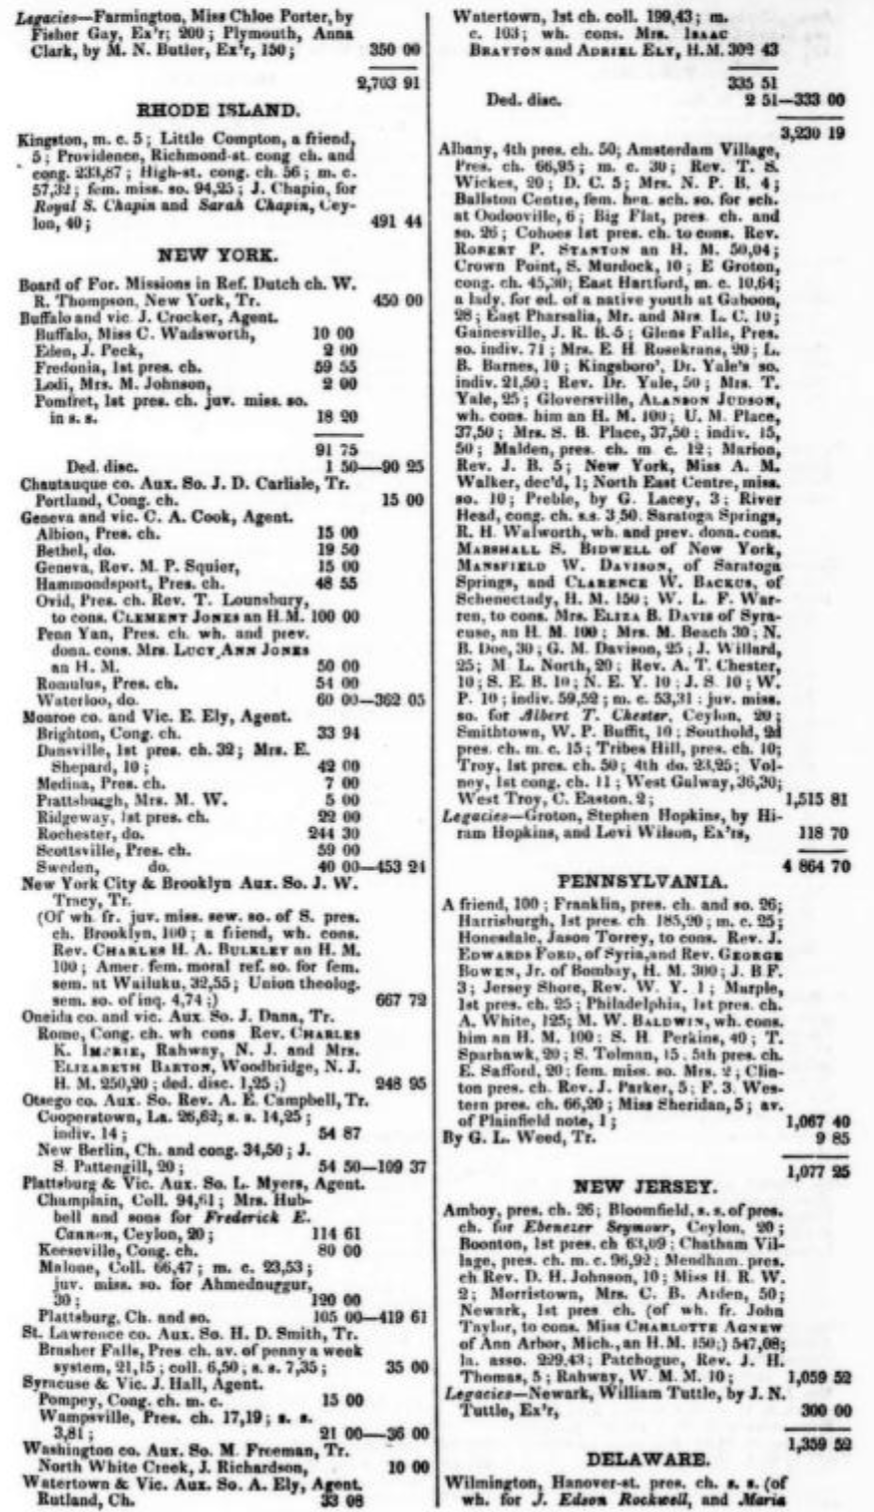 Legacies—Farmington, Miss Chloe Porter, by
Fisher Gay, Ex'r; 200; Plymouth, Anna
Clark, by M. N. Butler, Ex'r, 150; 350 00
2,703 91
RHODE ISLAND.
Kingston, m. c. 5; Little Compton, a friend,
5; Providence, Richmond-st. cong ch. and
cong. 233,87; High-st. cong. ch. 56; m. c.
57,32; fem. miss. so. 94,25; J. Chapin, for
Royal S. Chapin and Sarah Chapin, Cey-
lon, 40; 491 44
NEW YORK.
Board of For. Missions in Ref. Dutch ch. W.
R. Thompson, New York, Tr. 450 00
Buffalo and vic. J. Crocker, Agent.
Buffalo, Miss C. Wadsworth, 10 00
Eden, J. Peck, 2 00
Fredonia, 1st pres. ch. 59 55
Lodi, Mrs. M. Johnson, 2 00
Pomfret, 1st pres. ch. juv. miss. so.
in s. s. 18 20
91 75
Ded. disc. 1 50—90 25
Chautauque co. Aux. So. J. D. Carlisle, Tr.
Portland, Cong. ch. 15 00
Geneva and vic. C. A. Cook, Agent.
Albion, Pres. ch. 15 00
Bethel, do. 19 50
Geneva, Rev. M. P. Squier, 15 00
Hammondsport, Pres. ch. 48 55
Ovid, Pres. ch. Rev. T. Lounsbury,
to cons. CLEMENT JONES an H.M. 100 00
Penn Yan, Pres. ch. wh. and prev.
dona. cons. Mrs. LUCY ANN JONES
an H. M. 50 00
Romulus, Pres. ch. 54 00
Waterloo, do. 60 00—362 05
Monroe co. and Vic. E. Ely, Agent.
Brighton, Cong. ch. 33 94
Dansville, 1st pres. ch. 32; Mrs. E.
Shepard, 10; 42 00
Medina, Pres. ch. 7 00
Prattsburgh, Mrs. M. W. 5 00
Ridgeway, 1st pres. ch. 22 00
Rochester, do. 244 30
Scottsville, Pres. ch. 59 00
Sweden, do. 40 00—453 24
New York City & Brooklyn Aux. So. J. W.
Tracy, Tr.
(Of wh. fr. juv. miss. sew. so. of S. pres.
ch. Brooklyn, 100; a friend, wh. cons.
Rev. CHARLES H. A. BULKLEY an H. M.
100; Amer. fem. moral ref. so. for fem.
sem. at Wailuku, 32,55; Union theolog.
sem. so. of inq. 4,74;) 667 72
Oneida co. and vic. Aux. So. J. Dana, Tr.
Rome, Cong. ch. wh cons Rev. CHARLES
K. IMBRIE, Rahway, N. J. and Mrs.
ELIZABETH BARTON, Woodbridge, N. J.
H. M. 250,20; ded. disc. 1,25;) 248 95
Otsego co. Aux. So. Rev. A. E. Campbell, Tr.
Cooperstown, La. 26,62; s. s. 14,25;
indiv. 14; 54 87
New Berlin, Ch. and cong. 34,50; J.
S. Pattengill, 20; 54 50—109 37
Plattsburg & Vic. Aux. So. L. Myers, Agent.
Champlain, Coll. 94,61; Mrs. Hub-
bell and sons for Frederick E.
Cannon, Ceylon, 20; 114 61
Keeseville, Cong. ch. 80 00
Malone, Coll. 66,47; m. c. 23,53;
juv. miss. so. for Ahmednuggur,
30; 120 00
Plattsburg, Ch. and so. 105 00—419 61
St. Lawrence co. Aux. So. H. D. Smith, Tr.
Brasher Falls, Pres ch. av. of penny a week
system, 21,15; coll. 6,50; s. s. 7,35; 35 00
Syracuse & Vic. J. Hall, Agent.
Pompey, Cong. ch. m. c. 15 00
Wampsville, Pres. ch. 17,19; s. s.
3,81; 21 00—36 00
Washington co. Aux. So. M. Freeman, Tr.
North White Creek, J. Richardson, 10 00
Watertown & Vic. Aux. So. A. Ely, Agent.
Rutland, Ch. 33 08
Watertown, 1st ch. coll. 199,43; m.
c. 103; wh. cons. Mrs. ISAAC
BRAYTON and ADRIEL ELY, H.M. 302 43
335 51
Ded. disc. 2 51—333 00
3,230 19
Albany, 4th pres. ch. 50; Amsterdam Village,
Pres. ch. 66,95; m. c. 30; Rev. T. S.
Wickes, 20; D. C. 5; Mrs. N. P. B. 4;
Ballston Centre, fem. hea. sch. so. for sch.
at Oodooville, 6; Big Flat, pres. ch. and
so. 26; Cohoes 1st pres. ch. to cons. Rev.
ROBERT P. STANTON an H. M. 50,04;
Crown Point, S. Murdock, 10; E Groton,
cong. ch. 45,30; East Hartford, m. c. 10,64;
a lady, for ed. of a native youth at Gaboon,
28; East Pharsalia, Mr. and Mrs L. C. 10;
Gainesville, J. R. B. 5; Glens Falls, Pres.
so. indiv. 71; Mrs. E. H Rosekrans, 20; L.
B. Barnes, 10; Kingsboro', Dr. Yale's so.
indiv. 21,50; Rev. Dr. Yale, 50; Mrs. T.
Yale, 25; Gloversville, ALANSON JUDSON,
wh. cons. him an H. M. 100; U. M. Place,
37,50; Mrs. S. B. Place, 37,50; indiv. 15,
50; Malden, pres. ch. m c. 12; Marion,
Rev. J. B. 5; New York, Miss A. M.
Walker, dec'd, 1; North East Centre, miss.
so. 10; Preble, by G. Lacey, 3; River
Head, cong. ch. s.s. 3,50. Saratoga Springs,
R. H. Walworth, wh. and prev. dona. cons.
MARSHALL S. BIDWELL of New York,
MANSFIELD W. DAVISON, of Saratoga
Springs, and CLARENCE W. BACKUS, of
Schenectady, H. M. 150; W. L. F. War-
ren, to cons. Mrs. ELIZA B. DAVIS of Syra-
cuse, an H. M. 100; Mrs. M. Beach 30; N.
B. Doe, 30; G. M. Davison, 25; J. Willard,
25; M. L. North, 20; Rev. A. T. Chester,
10; S. E. B. 10; N. E. Y. 10; J. S. 10; W.
P. 10; indiv. 59,52; m. c. 53,31; juv. miss.
so. for Albert T. Chester, Ceylon, 20;
Smithtown, W. P. Buffit, 10; Southold, 2d
pres. ch. m. c. 15; Tribes Hill, pres. ch. 10;
Troy, 1st pres. ch. 50; 4th do. 23,25; Vol-
ney, 1st cong. ch. 11; West Galway, 36,30;
West Troy, C. Easton, 2; 1,515 81
Legacies—Groton, Stephen Hopkins, by Hi-
ram Hopkins, and Levi Wilson, Ex'rs, 118 70
4 864 70
PENNSYLVANIA.
A friend, 100; Franklin, pres. ch. and so. 26;
Harrisburgh, 1st pres. ch 185,20; m. c. 25;
Honesdale, Jason Torrey, to cons. Rev. J.
EDWARDS FORD, of Syria, and Rev. GEORGE
BOWEN, Jr. of Bombay, H. M. 300; J. B F.
3; Jersey Shore, Rev. W. Y. 1; Marple,
1st pres. ch. 25; Philadelphia, 1st pres. ch.
A. White, 125; M. W. BALDWIN, wh. cons.
him an H. M. 100; S. H. Perkins, 40; T.
Sparhawk, 20; S. Tolman, 15; 5th pres. ch.
E. Safford, 20; fem. miss. so. Mrs. 2; Clin-
ton pres. ch. Rev. J. Parker, 5; F. 3. Wes-
tern pres. ch. 66,20; Miss Sheridan, 5; av.
of Plainfield note, 1; 1,067 40
By G. L. Weed, Tr. 9 85
1,077 25
NEW JERSEY.
Amboy, pres. ch. 26; Bloomfield, s. s. of pres.
ch. for Ebenezer Seymour, Ceylon, 20;
Boonton, 1st pres. ch 63,09; Chatham Vil-
lage, pres. ch. m. c. 96,92; Mendham, pres.
ch Rev. D. H. Johnson, 10; Miss H. R. W.
2; Morristown, Mrs. C. B. Arden, 50;
Newark, 1st pres ch. (of wh. fr. John
Taylor, to cons. Miss CHARLOTTE AGNEW
of Ann Arbor, Mich., an H.M. 150;) 547,08;
la. asso. 229,43; Patchogue, Rev. J. H.
Thomas, 5; Rahway, W. M. M. 10; 1,059 52
Legacies—Newark, William Tuttle, by J. N.
Tuttle, Ex'r, 300 00
1,359 52
DELAWARE.
Wilmington, Hanover-st. pres. ch. s. s. (of
wh. for J. Edson Rockwell, and Maria